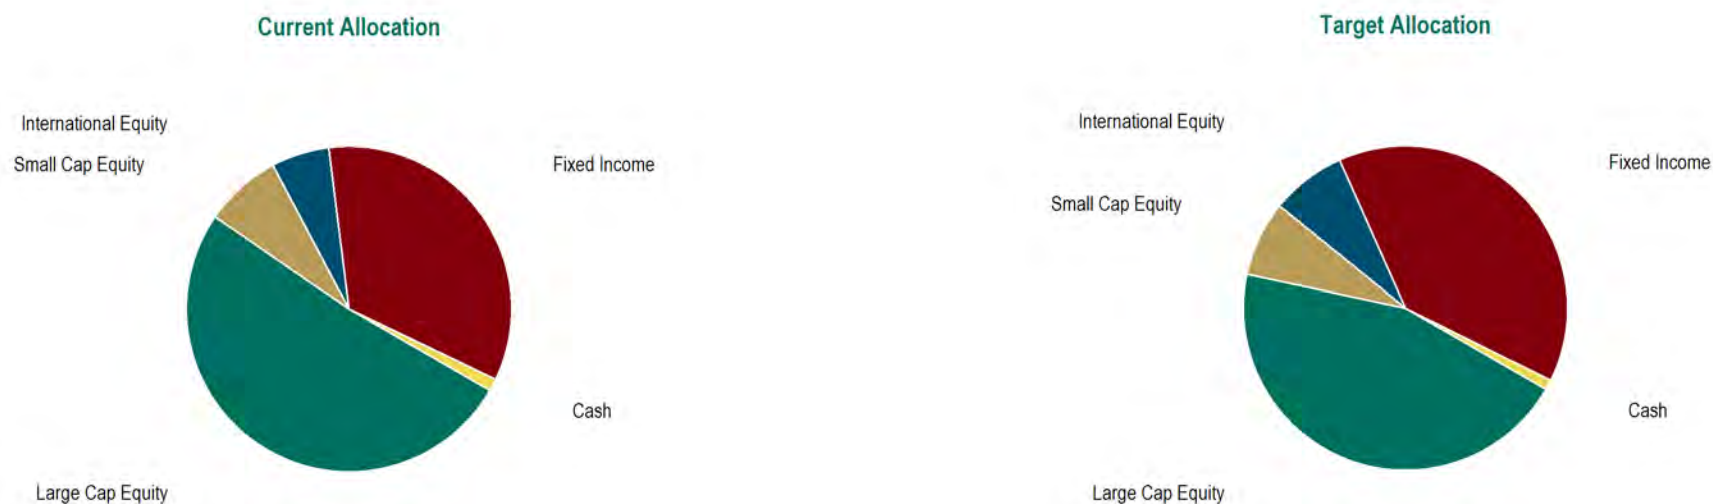 Current Allocation
International Equity
Small Cap Equity
Fixed Income
Cash
Large Cap Equity
Target Allocation
International Equity
Fixed Income
Small Cap Equity
Cash
Large Cap Equity